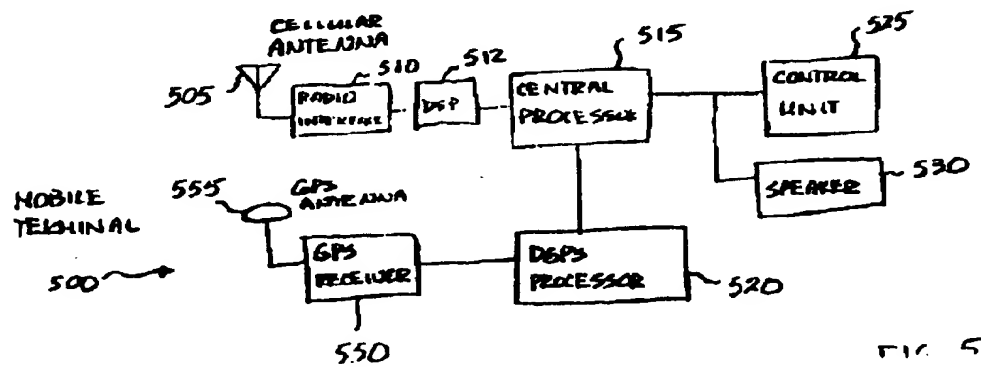 CELLULAR
ANTENNA
505
510
RADIO
INTERFACE
512
DSP
515
CENTRAL
PROCESSOR
525
CONTROL
UNIT
530
SPEAKER
MOBILE
TERMINAL
500
555
GPS
ANTENNA
GPS
RECEIVER
550
DGPS
PROCESSOR
520
FIG. 5